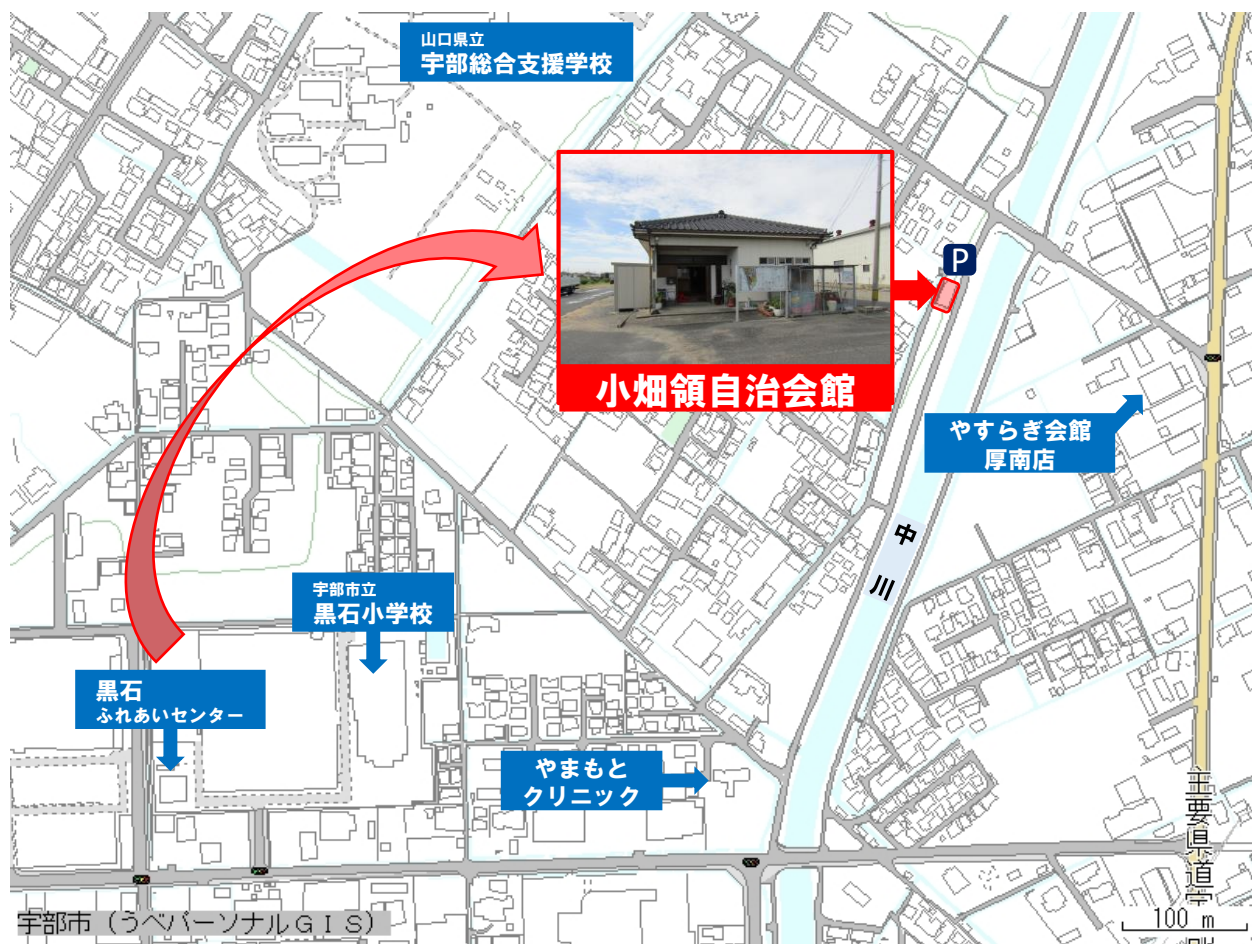 山口県立
宇部総合支援学校
P
小畑領自治会館
やすらぎ会館
厚南店
中川
宇部市立
黒石小学校
黒石
ふれあいセンター
やまもと
クリニック
主要直道宇
宇部市（うべパーソナルＧＩＳ）
100 m